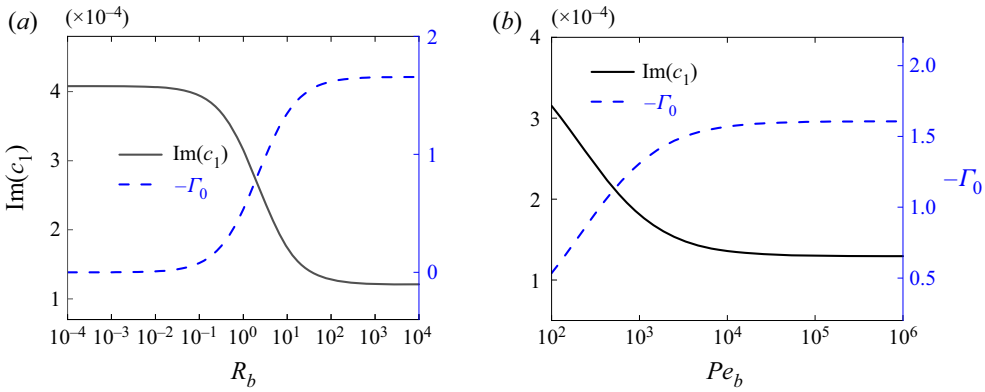 (a) (×10⁻⁴)
2
4
Im(c₁)
−Γ₀
3
1
2
0
1
Im(c₁)
10⁻⁴ 10⁻³ 10⁻² 10⁻¹ 10⁰ 10¹ 10² 10³ 10⁴
R_b
(b) (×10⁻⁴)
4
2.0
Im(c₁)
−Γ₀
3
1.5
1.0
2
0.5
1
−Γ₀
10² 10³ 10⁴ 10⁵ 10⁶
Pe_b